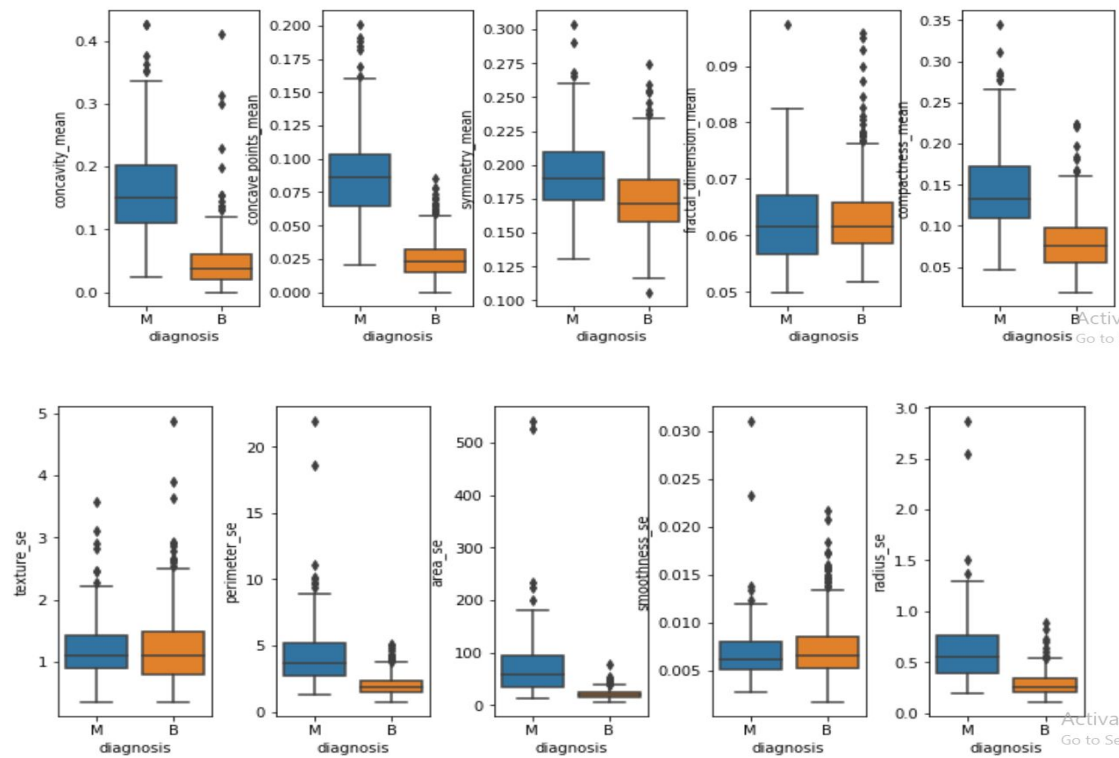 concavity_mean
0.4
0.3
0.2
0.1
0.0
M B
diagnosis
concave points_mean
0.200
0.175
0.150
0.125
0.100
0.075
0.050
0.025
0.000
M B
diagnosis
symmetry_mean
0.300
0.275
0.250
0.225
0.200
0.175
0.150
0.125
0.100
M B
diagnosis
fractal_dimension_mean
0.09
0.08
0.07
0.06
0.05
M B
diagnosis
compactness_mean
0.35
0.30
0.25
0.20
0.15
0.10
0.05
M B
diagnosis
Activ
Go to
texture_se
5
4
3
2
1
M B
diagnosis
perimeter_se
20
15
10
5
0
M B
diagnosis
area_se
500
400
300
200
100
0
M B
diagnosis
smoothness_se
0.030
0.025
0.020
0.015
0.010
0.005
M B
diagnosis
radius_se
3.0
2.5
2.0
1.5
1.0
0.5
0.0
M B
diagnosis
Activa
Go to Se